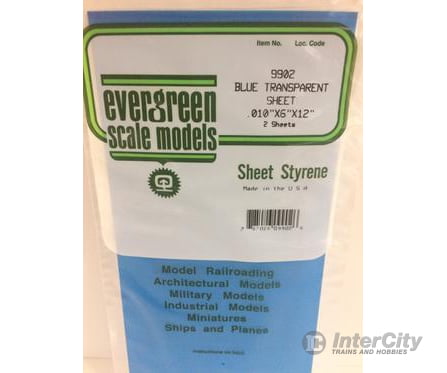 Item No. Loc. Code
9902
BLUE TRANSPARENT
SHEET
.010"X6"X12"
2 Sheets
evergreen
scale models
Sheet Styrene
Made in the U S A
Model Railroading
Architectural Models
Military Models
Industrial Models
Miniatures
Ships and Planes
InterCity
TRAINS AND HOBBIES